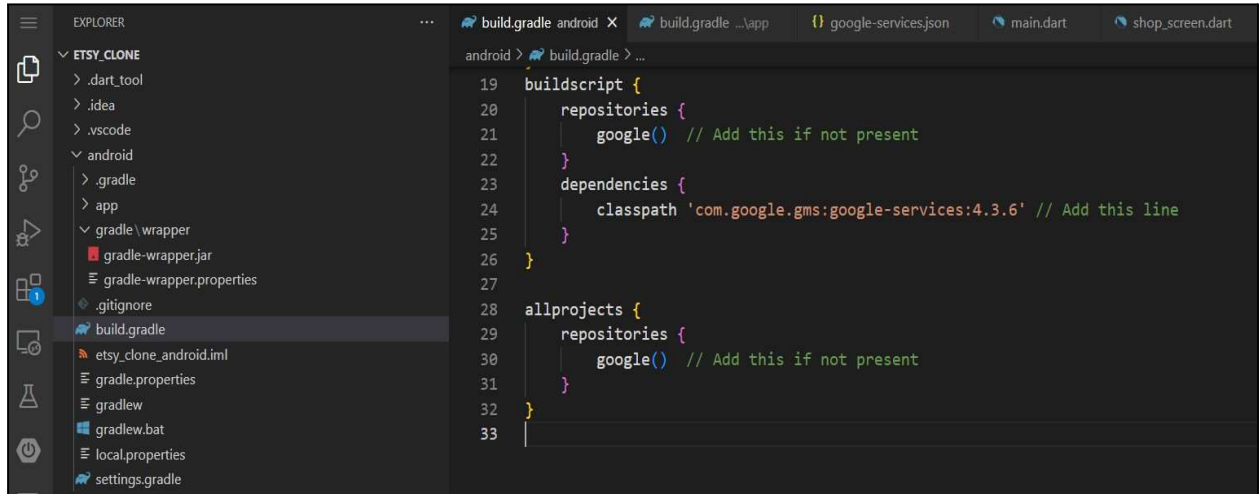 EXPLORER
ETSY_CLONE
.dart_tool
.idea
.vscode
android
.gradle
app
gradle\wrapper
gradle-wrapper.jar
gradle-wrapper.properties
.gitignore
build.gradle
etsy_clone_android.iml
gradle.properties
gradlew
gradlew.bat
local.properties
settings.gradle
1
build.gradle android
build.gradle ...\app
google-services.json
main.dart
shop_screen.dart
android > build.gradle > ...
19 buildscript {
20 repositories {
21 google() // Add this if not present
22 }
23 dependencies {
24 classpath 'com.google.gms:google-services:4.3.6' // Add this line
25 }
26 }
27
28 allprojects {
29 repositories {
30 google() // Add this if not present
31 }
32 }
33